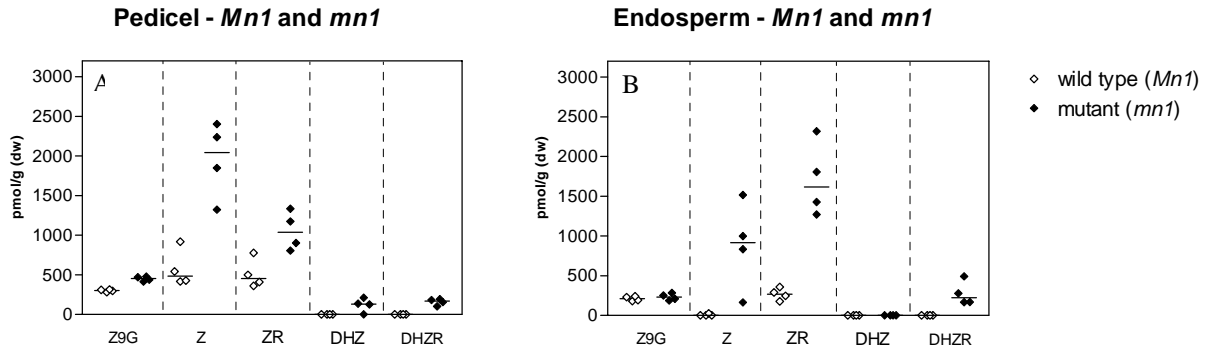 Pedicel - Mn1 and mn1
A
3000
2500
2000
1500
1000
500
0
pmol/g (dw)
Z9G Z ZR DHZ DHZR
Endosperm - Mn1 and mn1
B
3000
2500
2000
1500
1000
500
0
pmol/g (dw)
Z9G Z ZR DHZ DHZR
wild type (Mn1)
mutant (mn1)